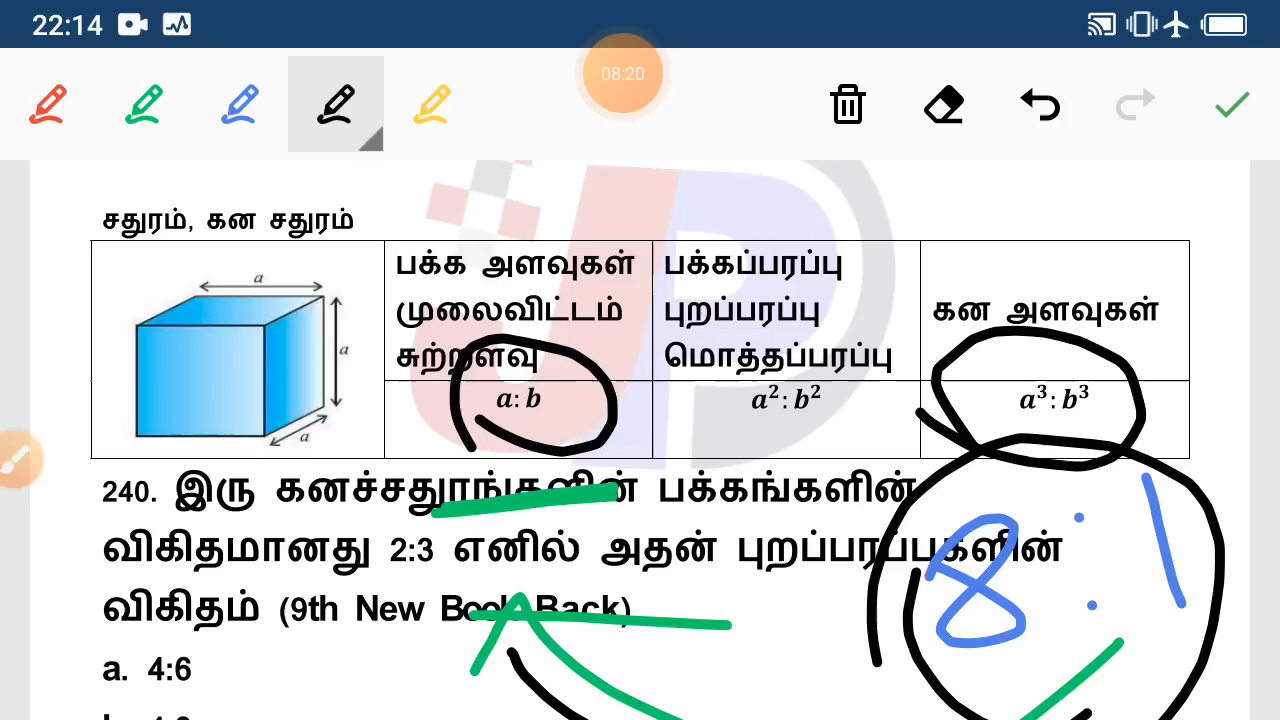 22:14
08:20
சதுரம், கன சதுரம்
a
a
a
பக்க அளவுகள்
மூலைவிட்டம்
சுற்றளவு
பக்கப்பரப்பு
புறப்பரப்பு
மொத்தப்பரப்பு
கன அளவுகள்
a:b
a²:b²
a³:b³
240. இரு கனச்சதுரங்களின் பக்கங்களின்
விகிதமானது 2:3 எனில் அதன் புறப்பரப்புகளின்
விகிதம் (9th New Book Back)
8 : 1
a. 4:6